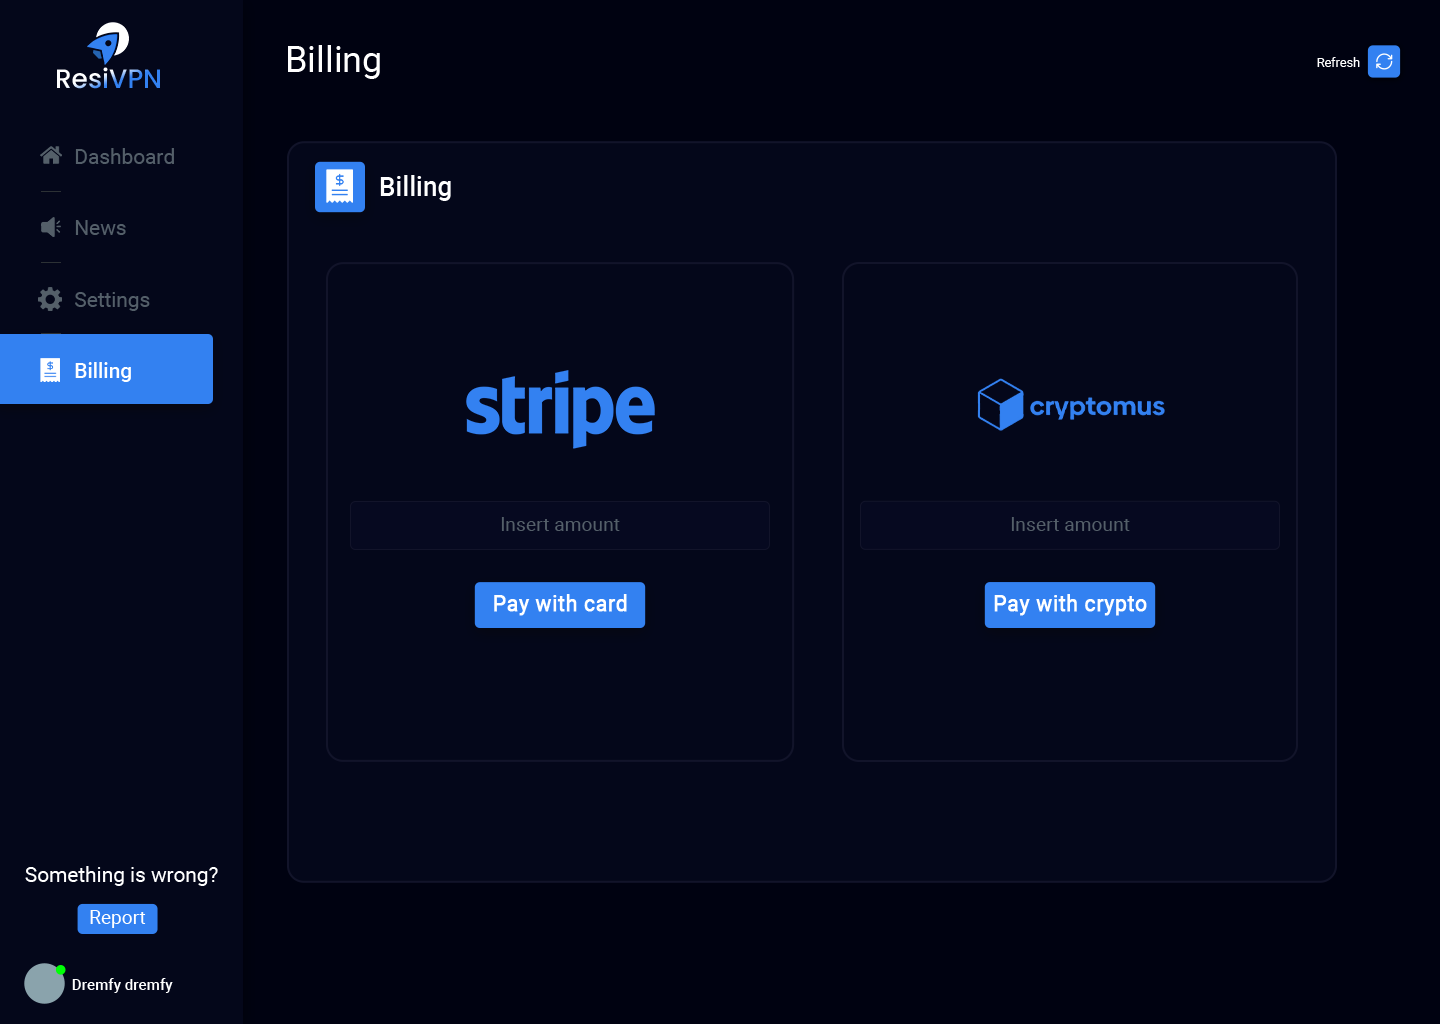 ResiVPN
Dashboard
News
Settings
Billing
Something is wrong?
Report
Dremfy dremfy
Billing
Refresh
$ Billing
stripe
Insert amount
Pay with card
cryptomus
Insert amount
Pay with crypto